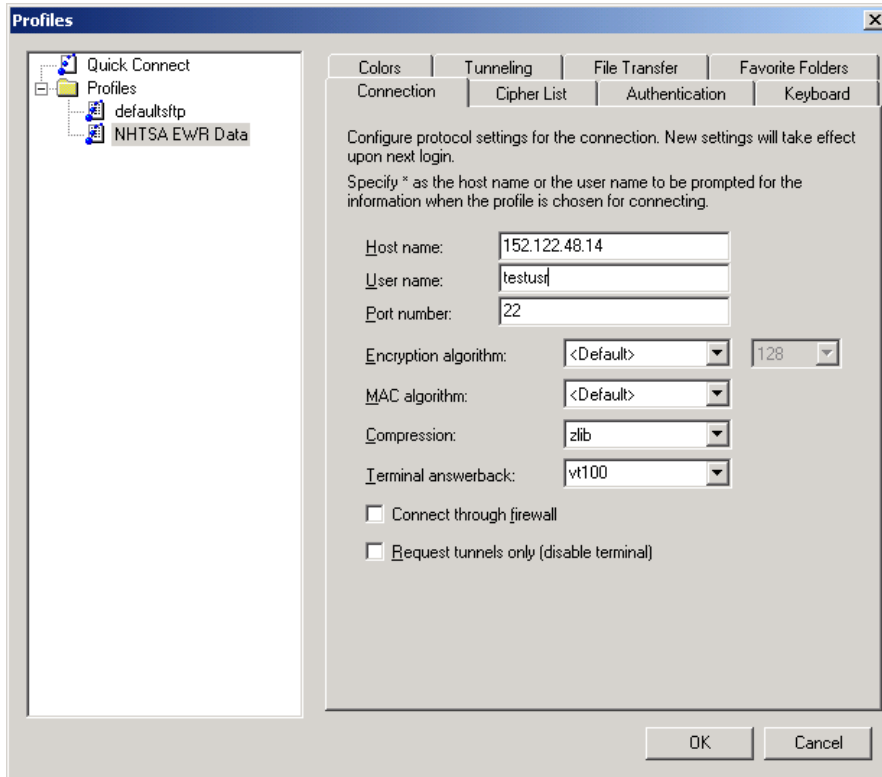 Profiles
Quick Connect
Profiles
defaultsftp
NHTSA EWR Data
Colors Tunneling File Transfer Favorite Folders
Connection Cipher List Authentication Keyboard
Configure protocol settings for the connection. New settings will take effect
upon next login.
Specify * as the host name or the user name to be prompted for the
information when the profile is chosen for connecting.
Host name: 152.122.48.14
User name: testusr
Port number: 22
Encryption algorithm: <Default> 128
MAC algorithm: <Default>
Compression: zlib
Terminal answerback: vt100
Connect through firewall
Request tunnels only (disable terminal)
OK Cancel